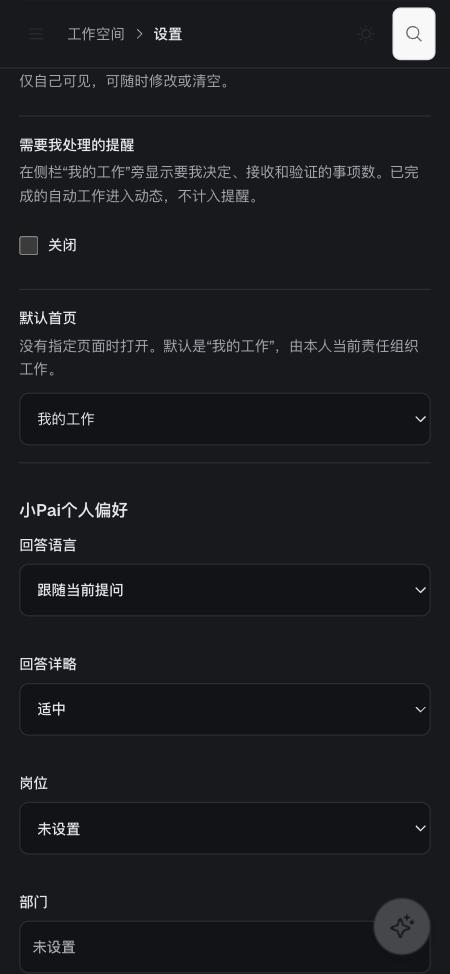 工作空间 > 设置
仅自己可见，可随时修改或清空。
需要我处理的提醒
在侧栏“我的工作”旁显示要我决定、接收和验证的事项数。已完
成的自动工作进入动态，不计入提醒。
关闭
默认首页
没有指定页面时打开。默认是“我的工作”，由本人当前责任组织
工作。
我的工作
小Pai个人偏好
回答语言
跟随当前提问
回答详略
适中
岗位
未设置
部门
未设置